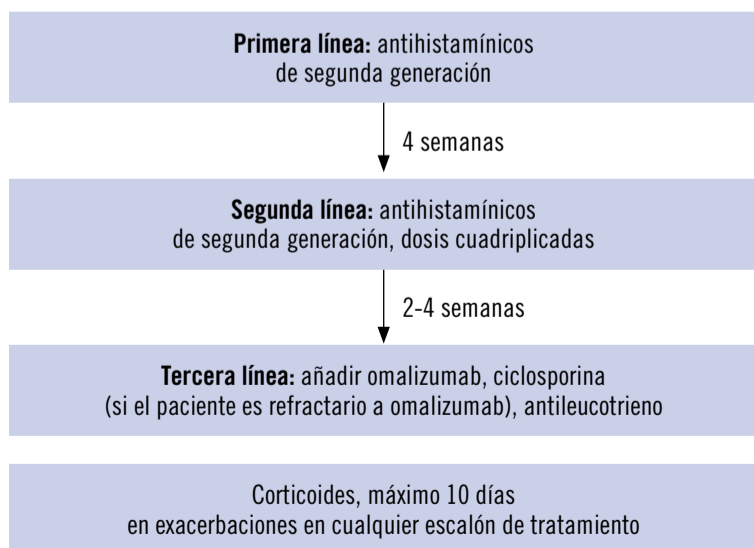 Primera línea: antihistamínicos
de segunda generación
4 semanas
Segunda línea: antihistamínicos
de segunda generación, dosis cuadriplicadas
2-4 semanas
Tercera línea: añadir omalizumab, ciclosporina
(si el paciente es refractario a omalizumab), antileucotrieno
Corticoides, máximo 10 días
en exacerbaciones en cualquier escalón de tratamiento